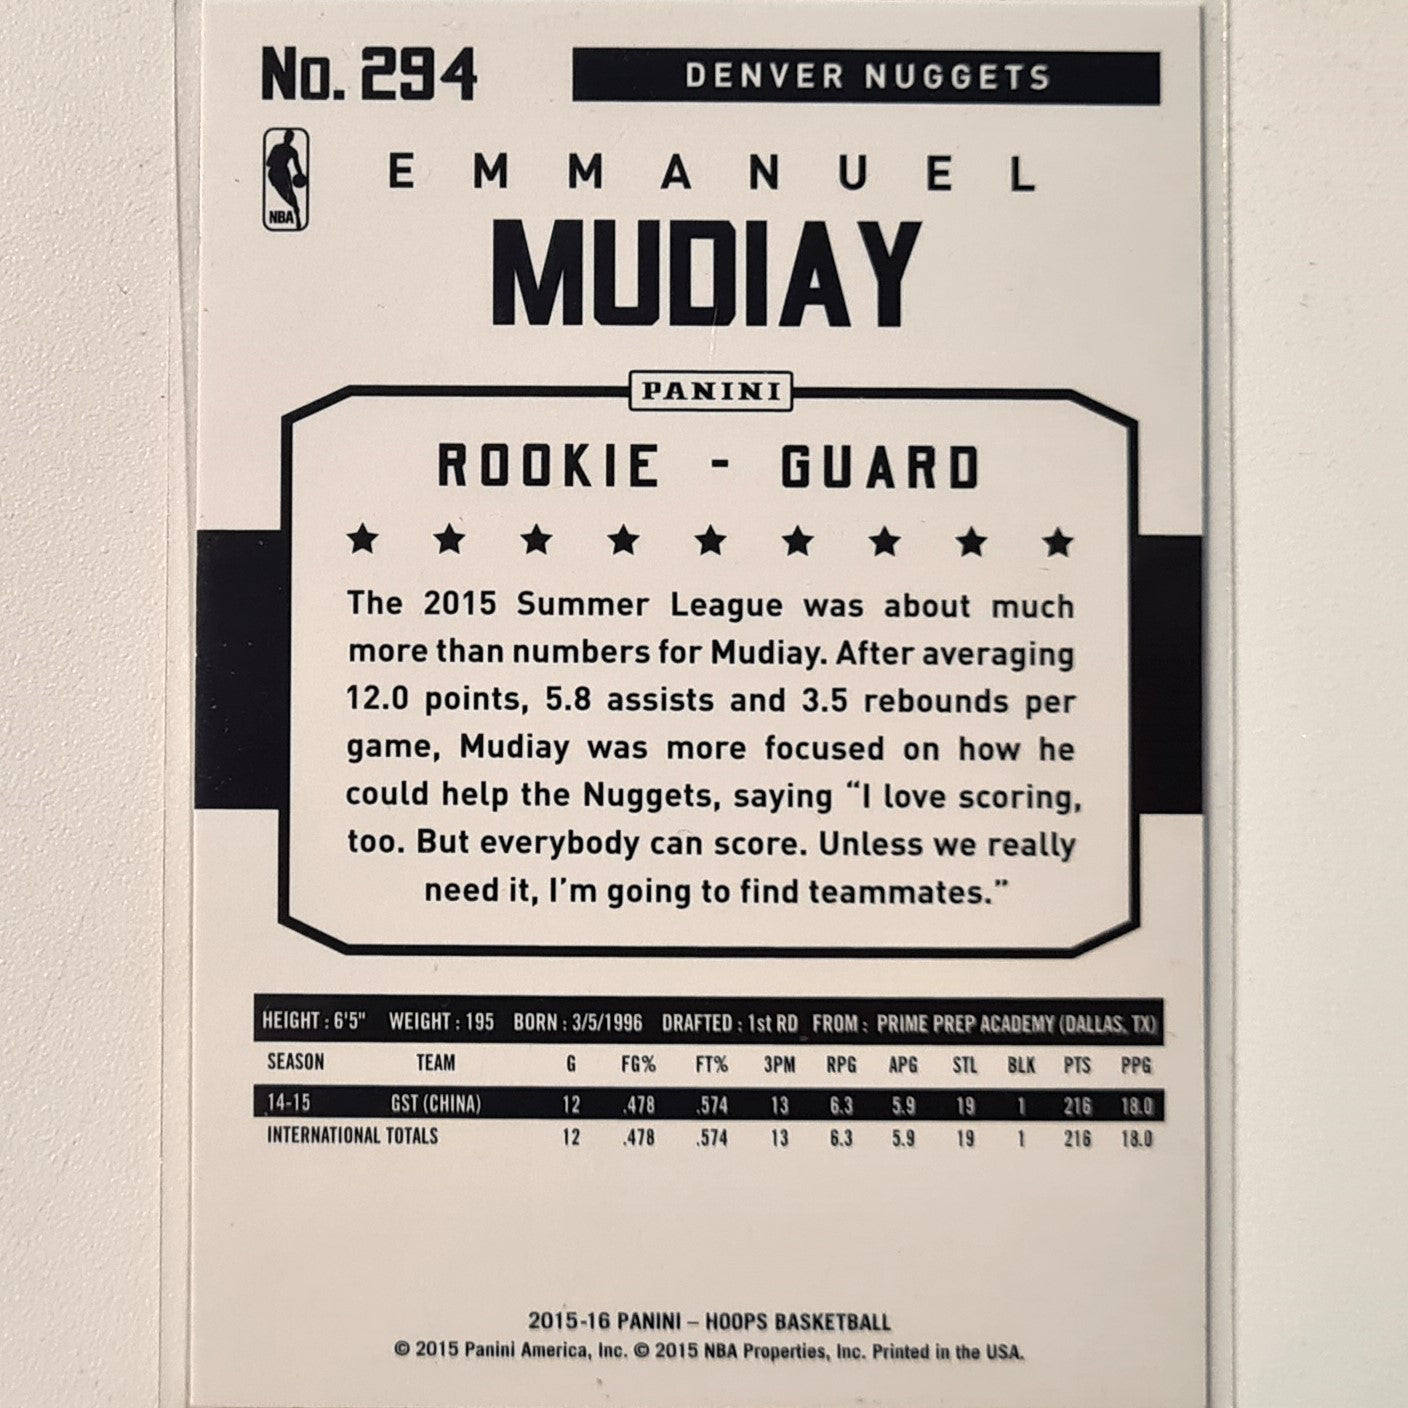 No. 294
DENVER NUGGETS
NBA
EMMANUEL
MUDIAY
PANINI
ROOKIE - GUARD
The 2015 Summer League was about much
more than numbers for Mudiay. After averaging
12.0 points, 5.8 assists and 3.5 rebounds per
game, Mudiay was more focused on how he
could help the Nuggets, saying “I love scoring,
too. But everybody can score. Unless we really
need it, I’m going to find teammates.”
HEIGHT : 6'5" WEIGHT : 195 BORN : 3/5/1996 DRAFTED : 1st RD FROM : PRIME PREP ACADEMY (DALLAS, TX)
SEASON TEAM G FG% FT% 3PM RPG APG STL BLK PTS PPG
14-15 GST (CHINA) 12 .478 .574 13 6.3 5.9 19 1 216 18.0
INTERNATIONAL TOTALS 12 .478 .574 13 6.3 5.9 19 1 216 18.0
2015-16 PANINI – HOOPS BASKETBALL
© 2015 Panini America, Inc. © 2015 NBA Properties, Inc. Printed in the USA.